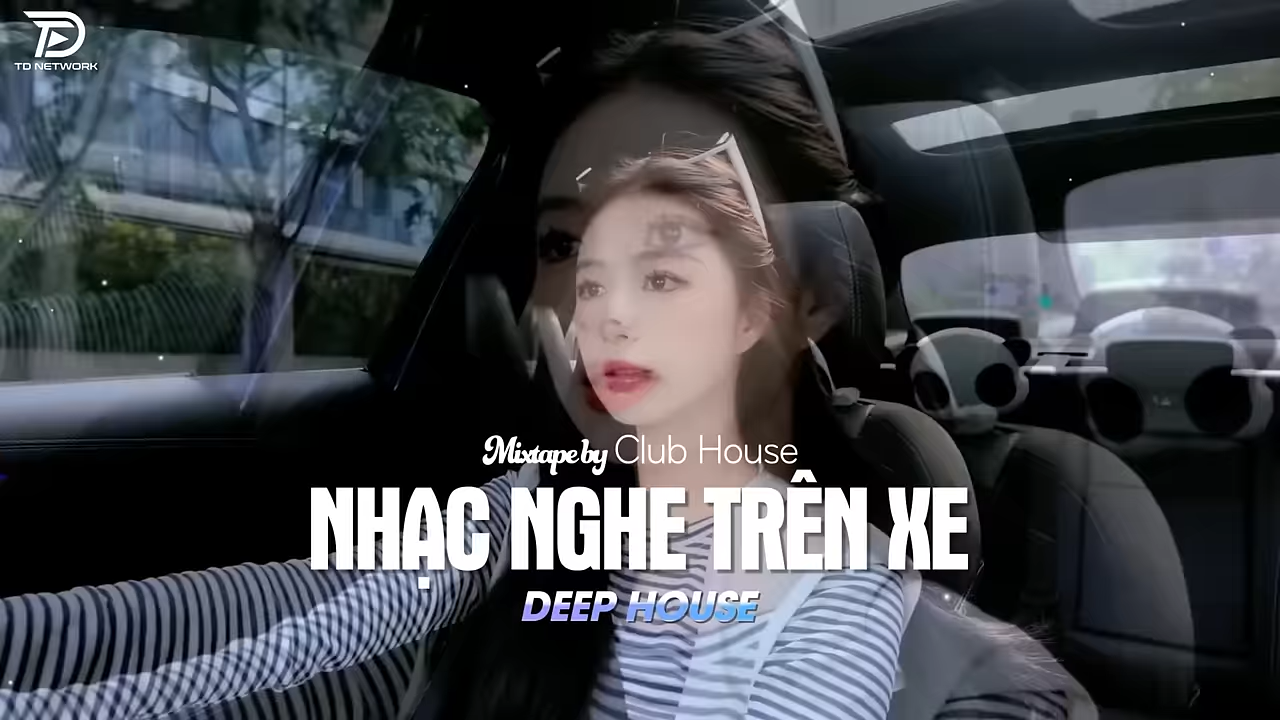 TD NETWORK
Mixtape by Club House
NHẠC NGHE TRÊN XE
DEEP HOUSE